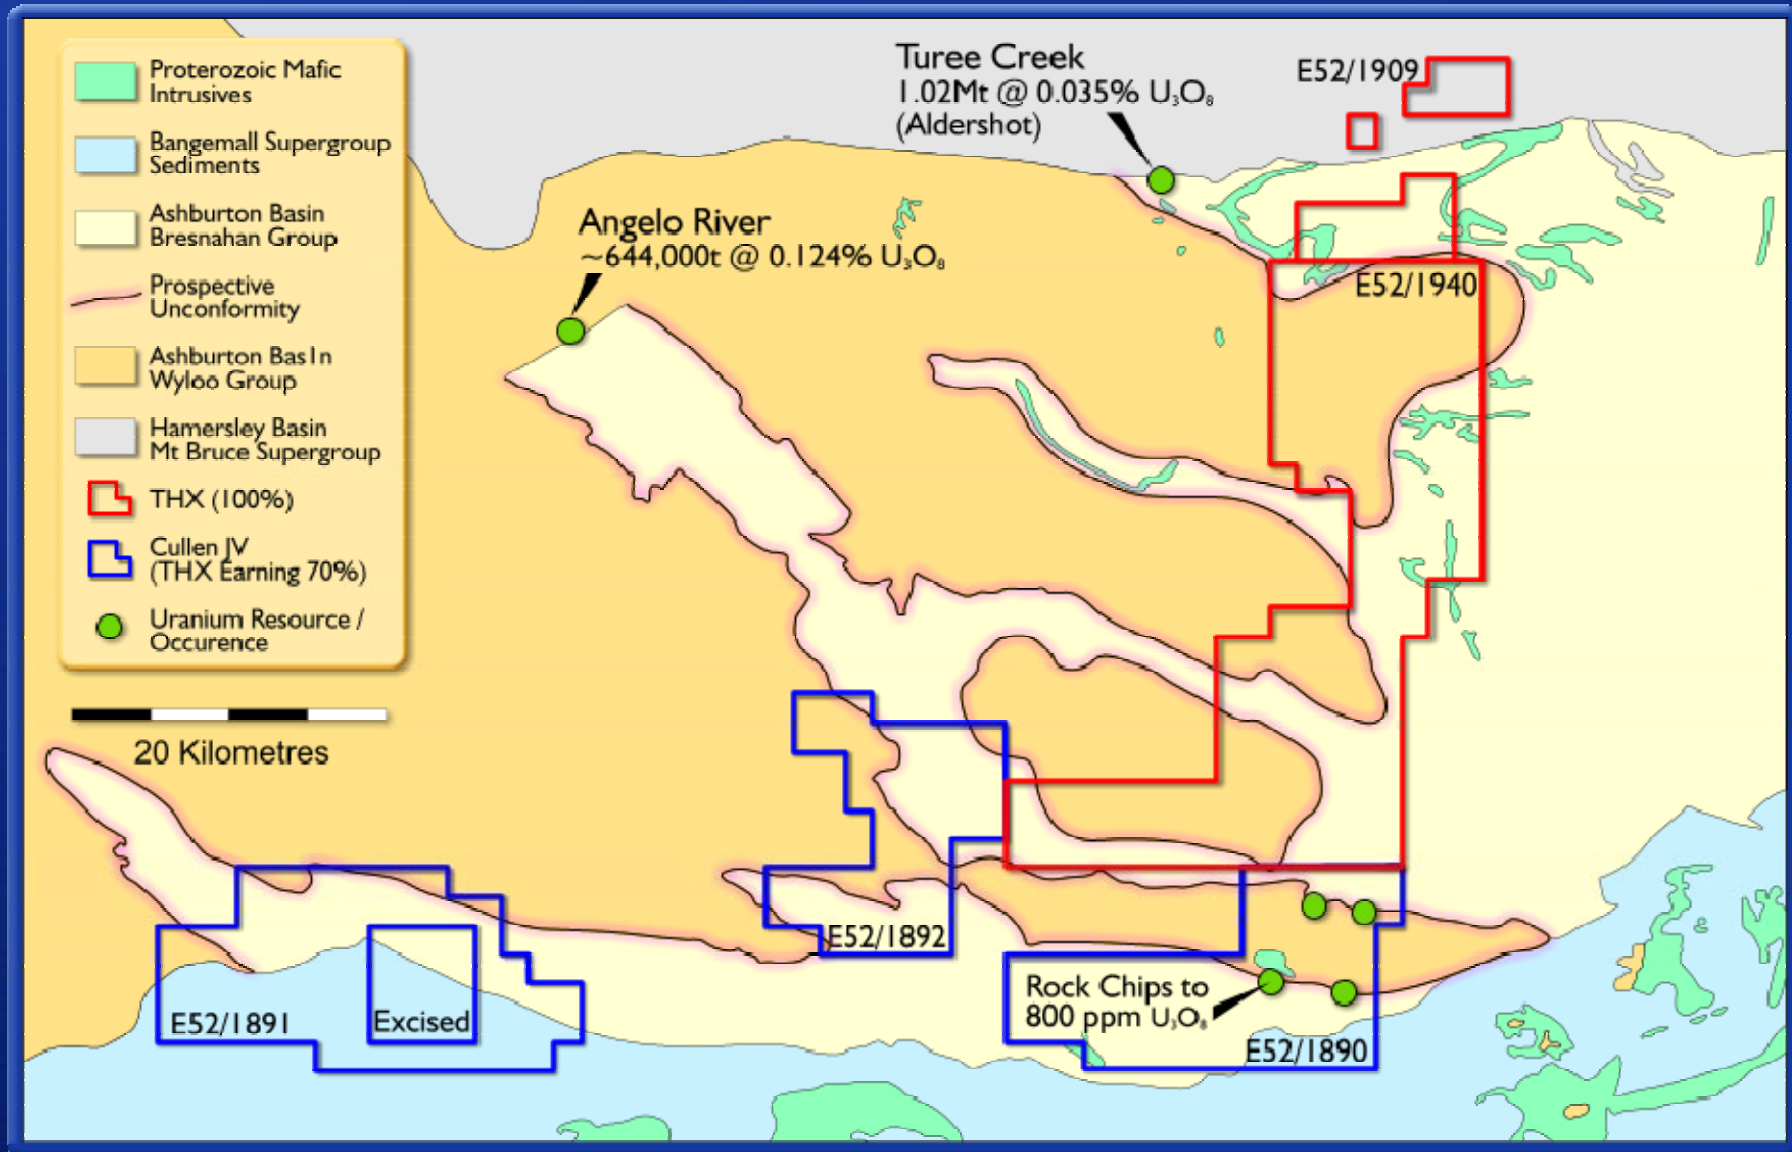 Proterozoic Mafic
Intrusives
Bangemall Supergroup
Sediments
Ashburton Basin
Bresnahan Group
Prospective
Unconformity
Ashburton Bas1n
Wyloo Group
Hamersley Basin
Mt Bruce Supergroup
THX (100%)
Cullen JV
(THX Earning 70%)
Uranium Resource /
Occurence
20 Kilometres
Turee Creek
1.02Mt @ 0.035% U₃O₈
(Aldershot)
E52/1909
Angelo River
~644,000t @ 0.124% U₃O₈
E52/1940
E52/1892
Rock Chips to
800 ppm U₃O₈
E52/1891
Excised
E52/1890